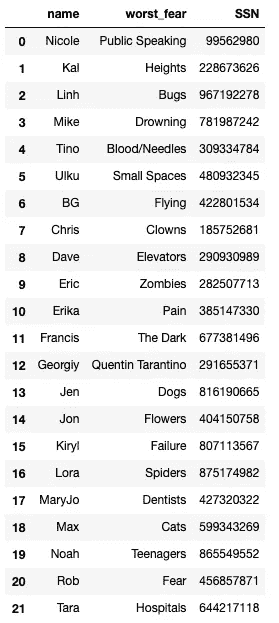 name worst_fear SSN
0 Nicole Public Speaking 99562980
1 Kal Heights 228673626
2 Linh Bugs 967192278
3 Mike Drowning 781987242
4 Tino Blood/Needles 309334784
5 Ulku Small Spaces 480932345
6 BG Flying 422801534
7 Chris Clowns 185752681
8 Dave Elevators 290930989
9 Eric Zombies 282507713
10 Erika Pain 385147330
11 Francis The Dark 677381496
12 Georgiy Quentin Tarantino 291655371
13 Jen Dogs 816190665
14 Jon Flowers 404150758
15 Kiryl Failure 807113567
16 Lora Spiders 875174982
17 MaryJo Dentists 427320322
18 Max Cats 599343269
19 Noah Teenagers 865549552
20 Rob Fear 456857871
21 Tara Hospitals 644217118